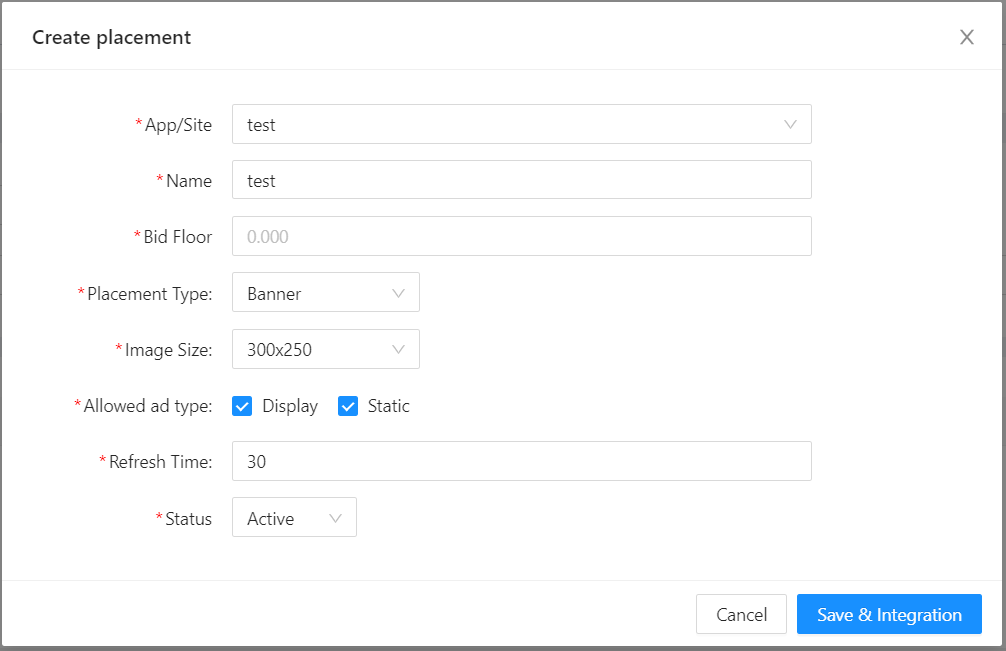 Create placement
*App/Site test
*Name test
*Bid Floor 0.000
*Placement Type: Banner
*Image Size: 300x250
*Allowed ad type: Display Static
*Refresh Time: 30
*Status Active
Cancel Save & Integration